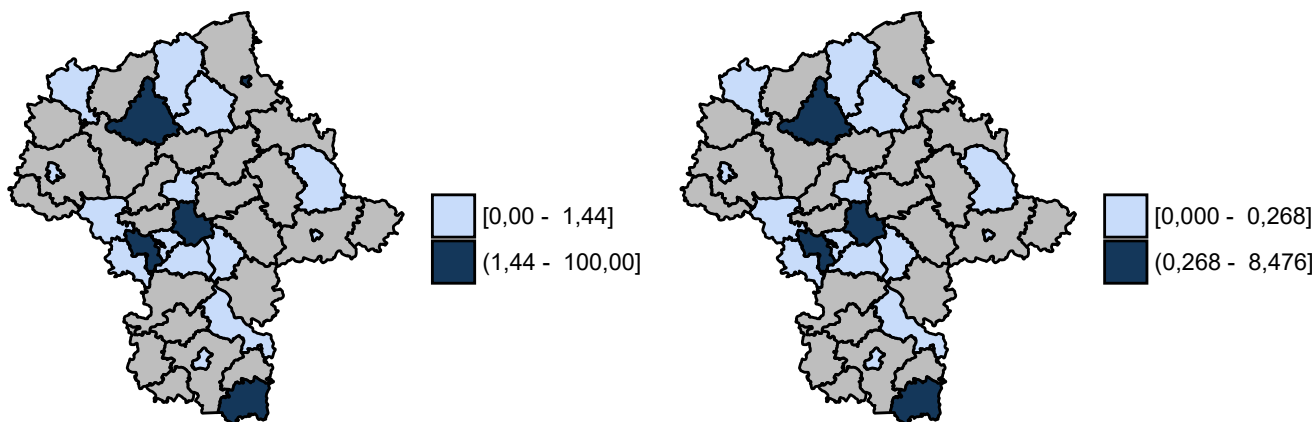 [0,00 - 1,44]
(1,44 - 100,00]
[0,000 - 0,268]
(0,268 - 8,476]